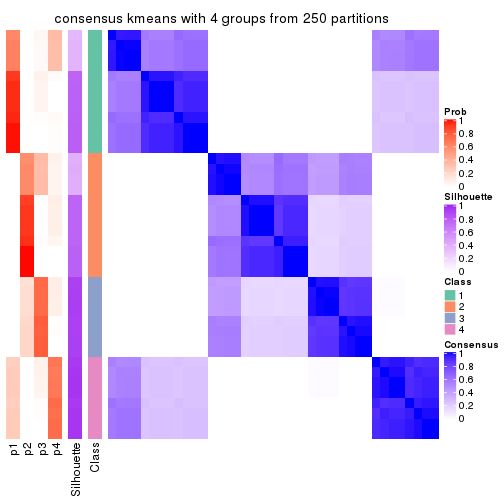 consensus kmeans with 4 groups from 250 partitions
Prob
1
0.8
0.6
0.4
0.2
0
Silhouette
1
0.8
0.6
0.4
0.2
0
Class
1
2
3
4
Consensus
1
0.8
0.6
0.4
0.2
0
p1
p2
p3
p4
Silhouette
Class